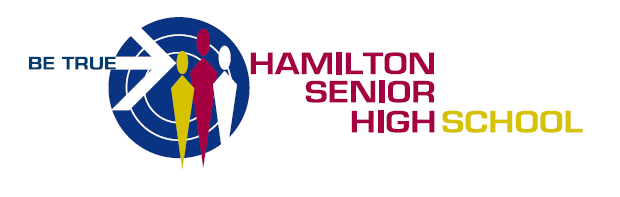 BE TRUE
HAMILTON
SENIOR
HIGH SCHOOL